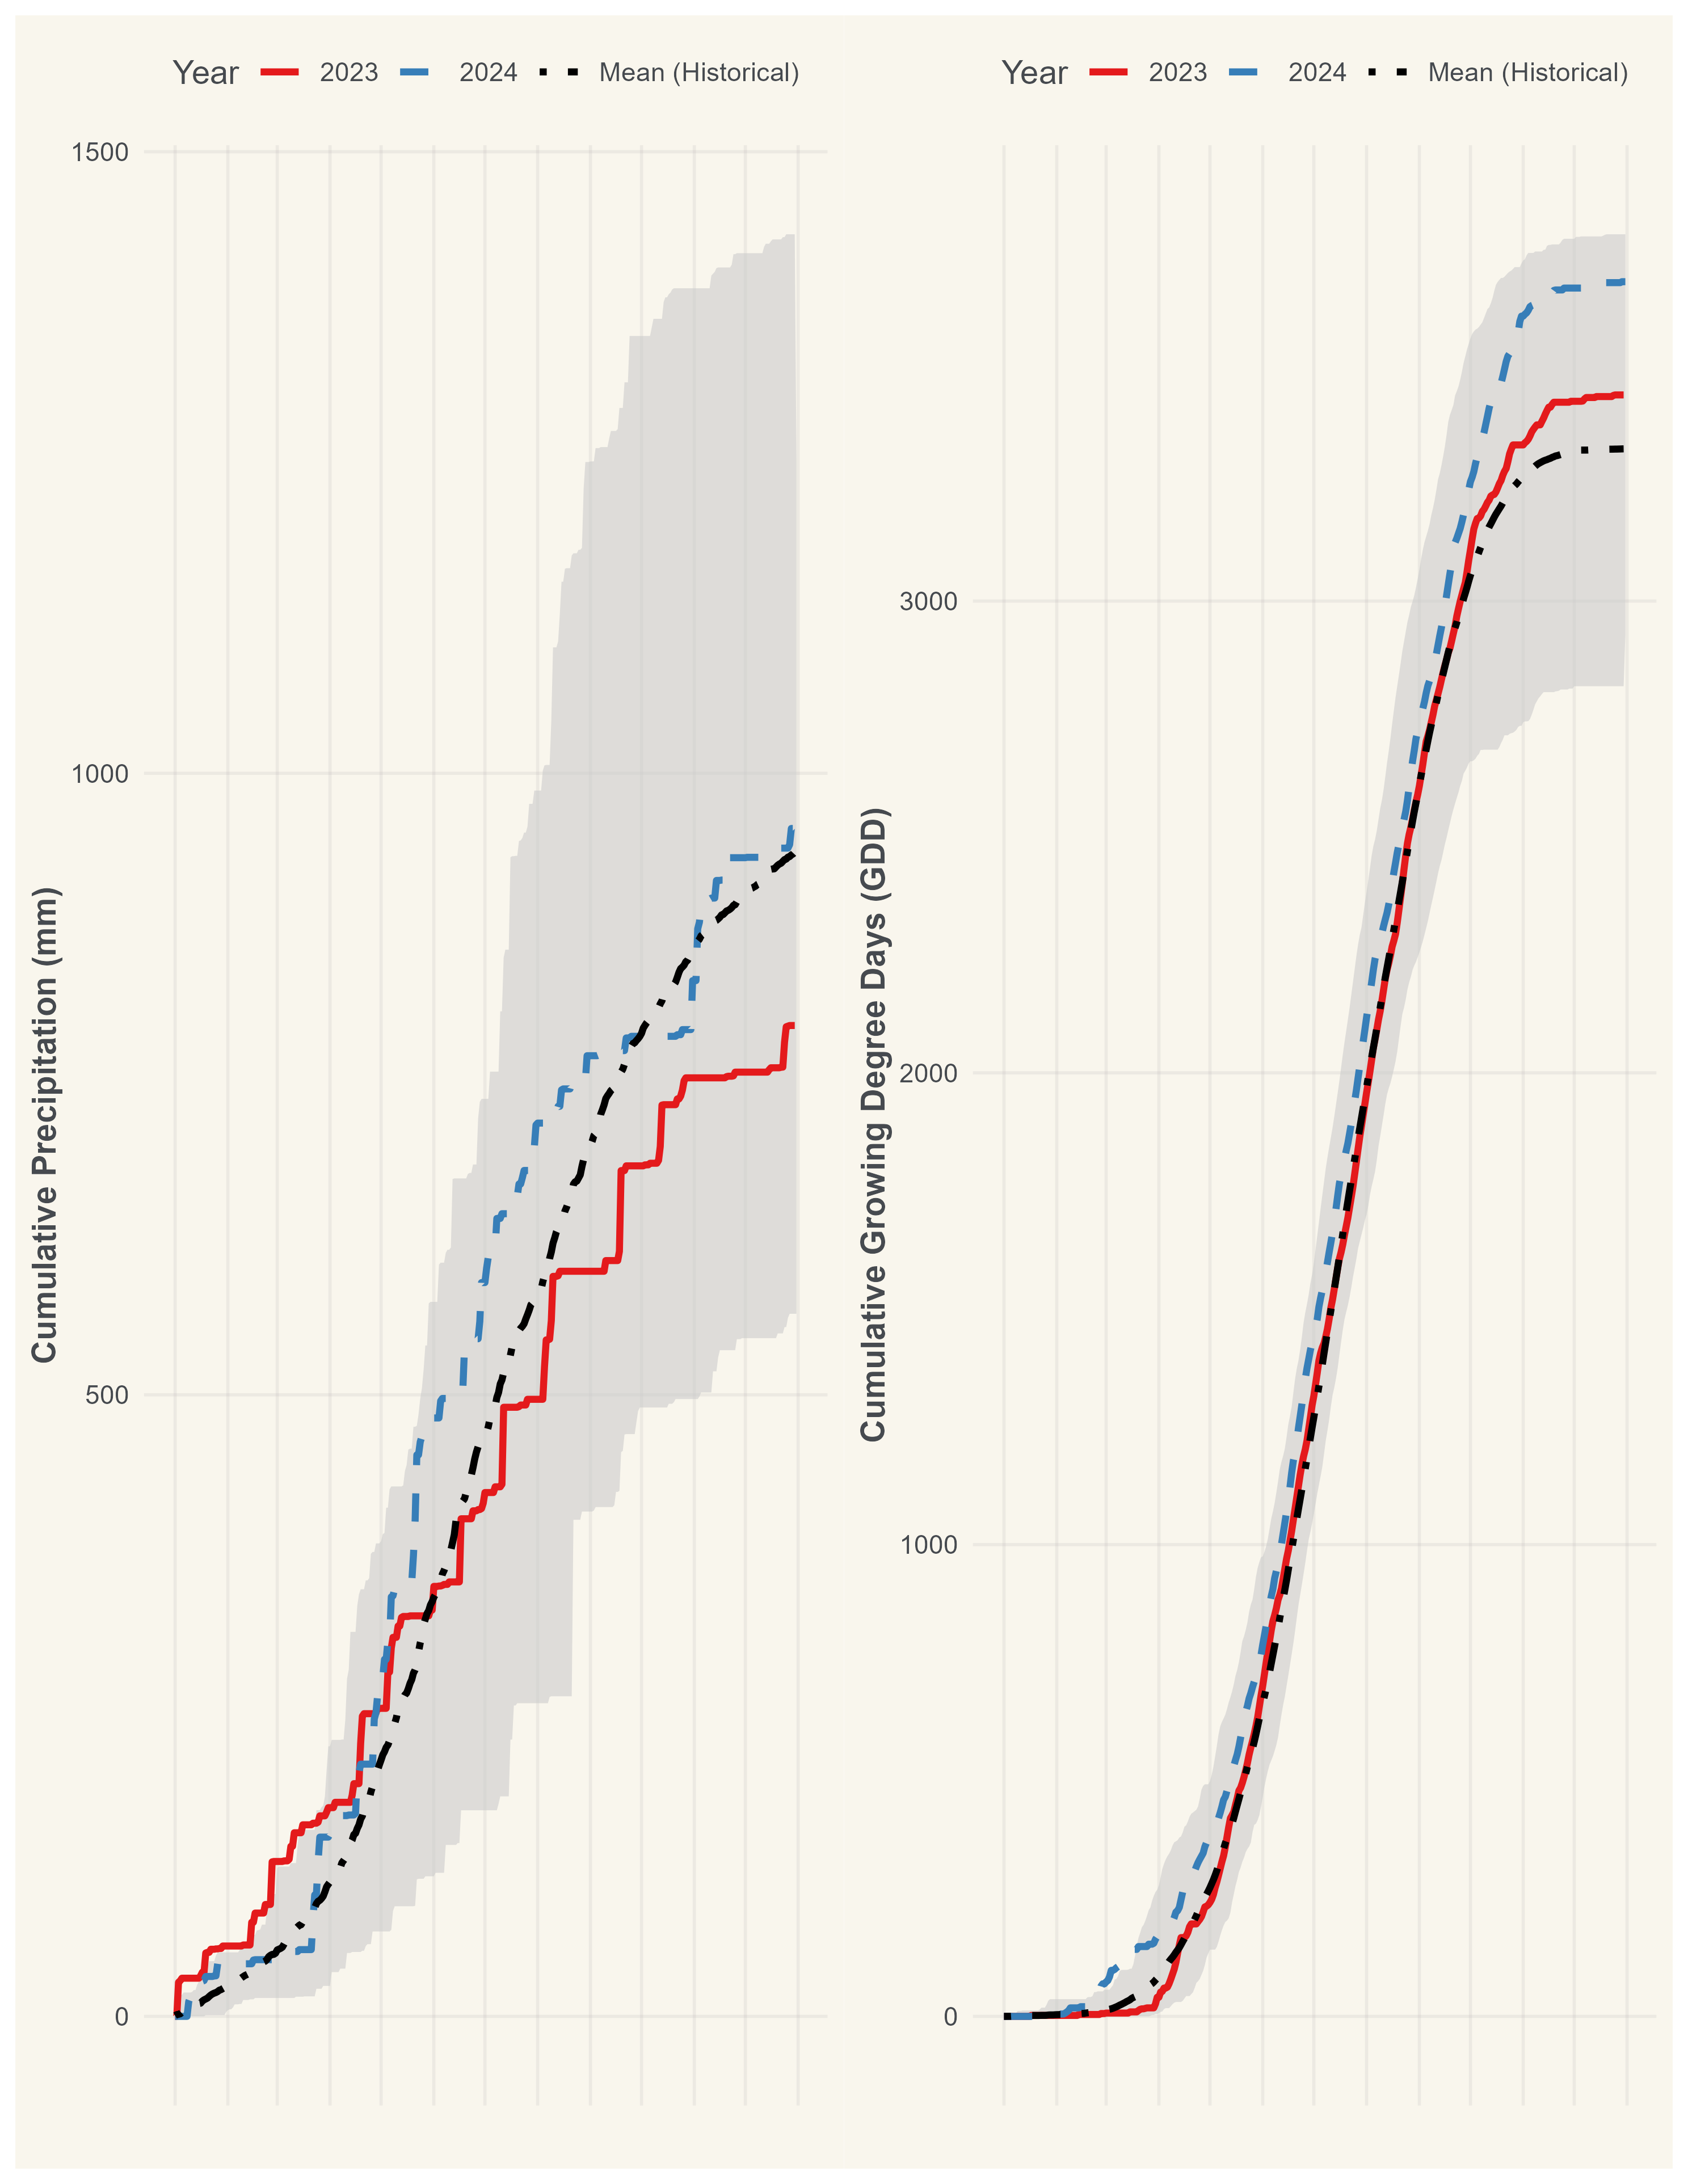 Year 2023 2024 Mean (Historical)
1500
1000
500
0
Cumulative Precipitation (mm)
Year 2023 2024 Mean (Historical)
3000
2000
1000
0
Cumulative Growing Degree Days (GDD)